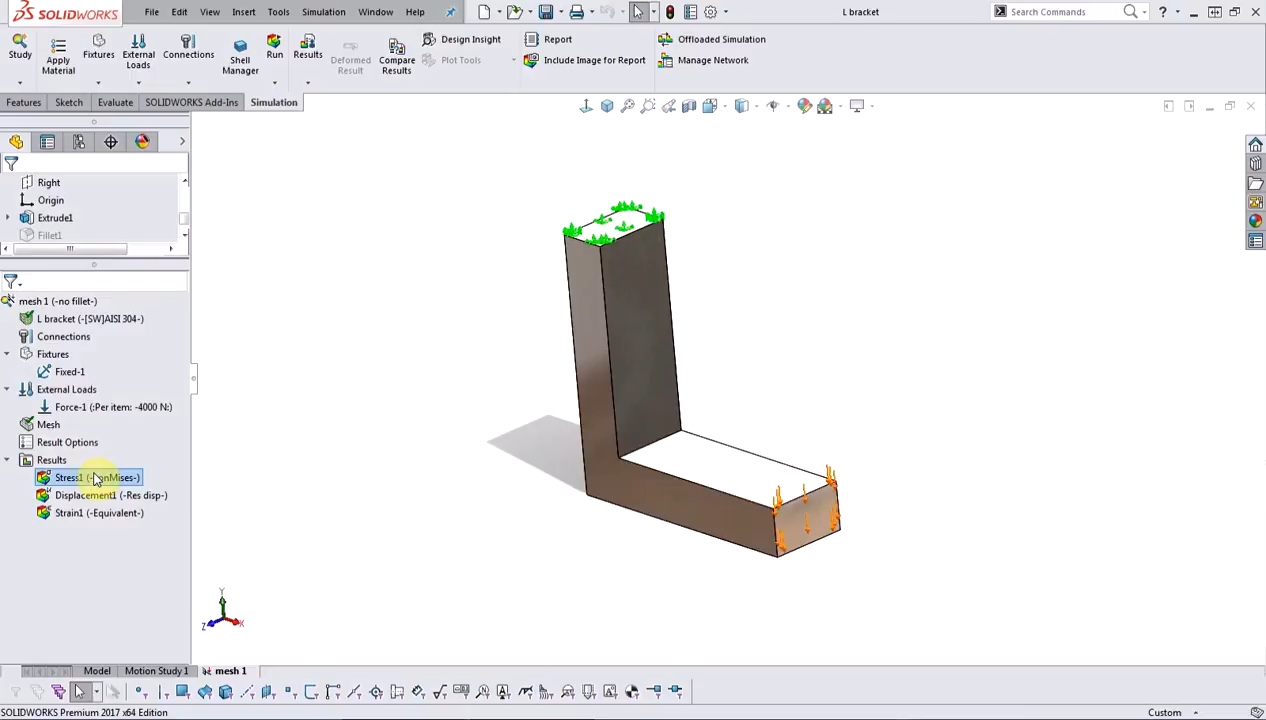 SOLIDWORKS File Edit View Insert Tools Simulation Window Help L bracket Search Commands
Study Apply Material Fixtures External Loads Connections Shell Manager Run Results Deformed Result Compare Results
Design Insight
Plot Tools
Report
Include Image for Report
Offloaded Simulation
Manage Network
Features Sketch Evaluate SOLIDWORKS Add-Ins Simulation
Right
Origin
Extrude1
Fillet1
mesh 1 (-no fillet-)
L bracket (-[SW]AISI 304-)
Connections
Fixtures
Fixed-1
External Loads
Force-1 (:Per item: -4000 N:)
Mesh
Result Options
Results
Stress1 onMises-)
Displacement1 (-Res disp-)
Strain1 (-Equivalent-)
Y
Z X
Model Motion Study 1 mesh 1
SOLIDWORKS Premium 2017 x64 Edition Custom